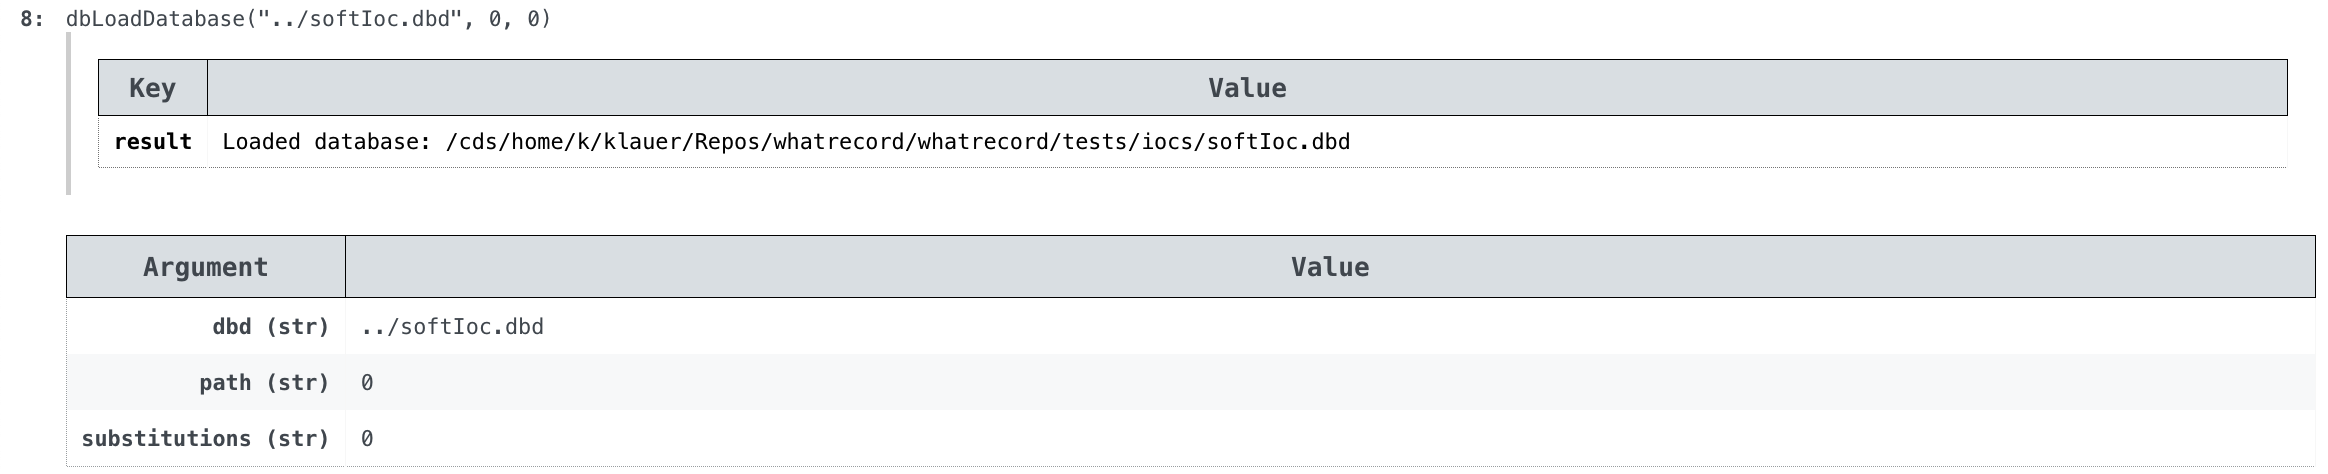 8: dbLoadDatabase("../softIoc.dbd", 0, 0)
Key Value
result Loaded database: /cds/home/k/klauer/Repos/whatrecord/whatrecord/tests/iocs/softIoc.dbd
Argument Value
dbd (str) ../softIoc.dbd
path (str) 0
substitutions (str) 0